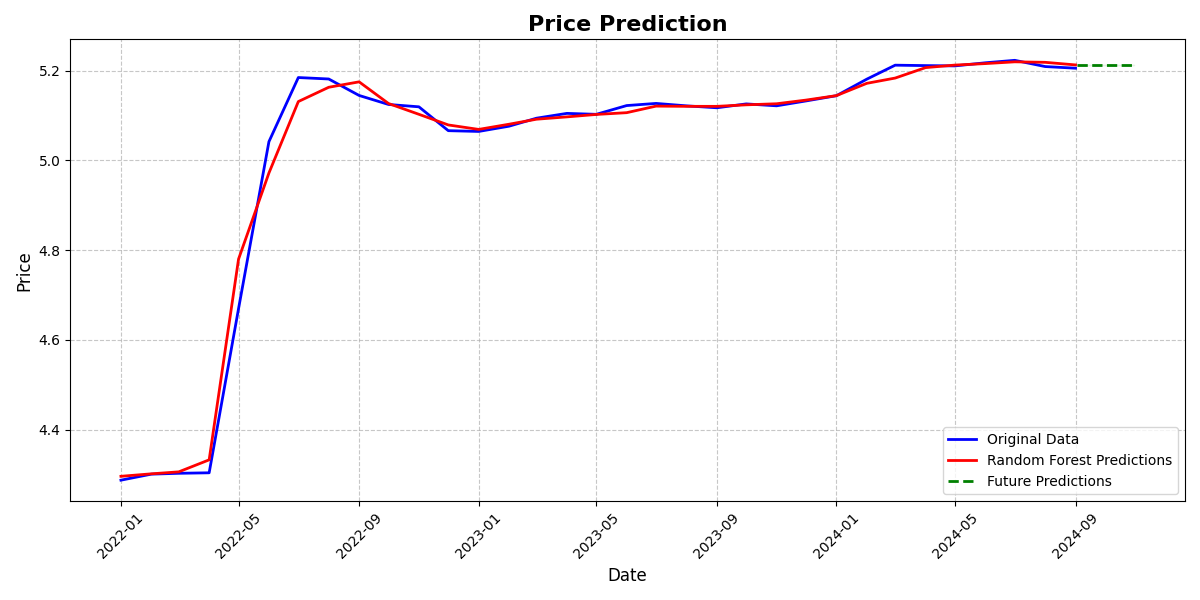 Price Prediction
Price
5.2
5.0
4.8
4.6
4.4
Original Data
Random Forest Predictions
Future Predictions
2022-01
2022-05
2022-09
2023-01
2023-05
2023-09
2024-01
2024-05
2024-09
Date